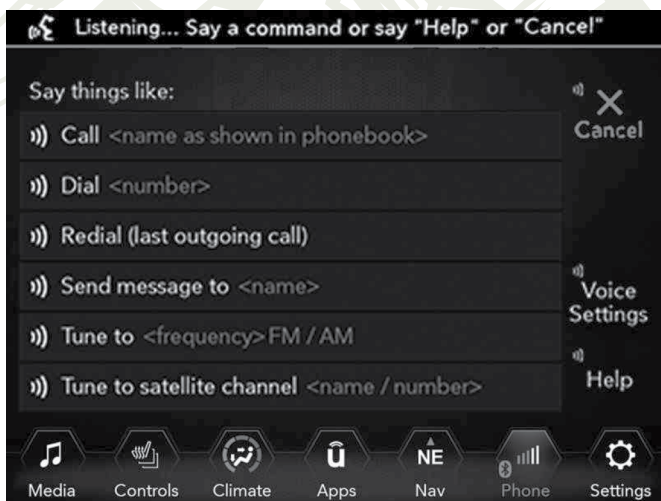 Listening... Say a command or say "Help" or "Cancel"
Say things like:
Call <name as shown in phonebook>
Dial <number>
Redial (last outgoing call)
Send message to <name>
Tune to <frequency> FM / AM
Tune to satellite channel <name / number>
Cancel
Voice
Settings
Help
û
NE
Media
Controls
Climate
Apps
Nav
Phone
Settings